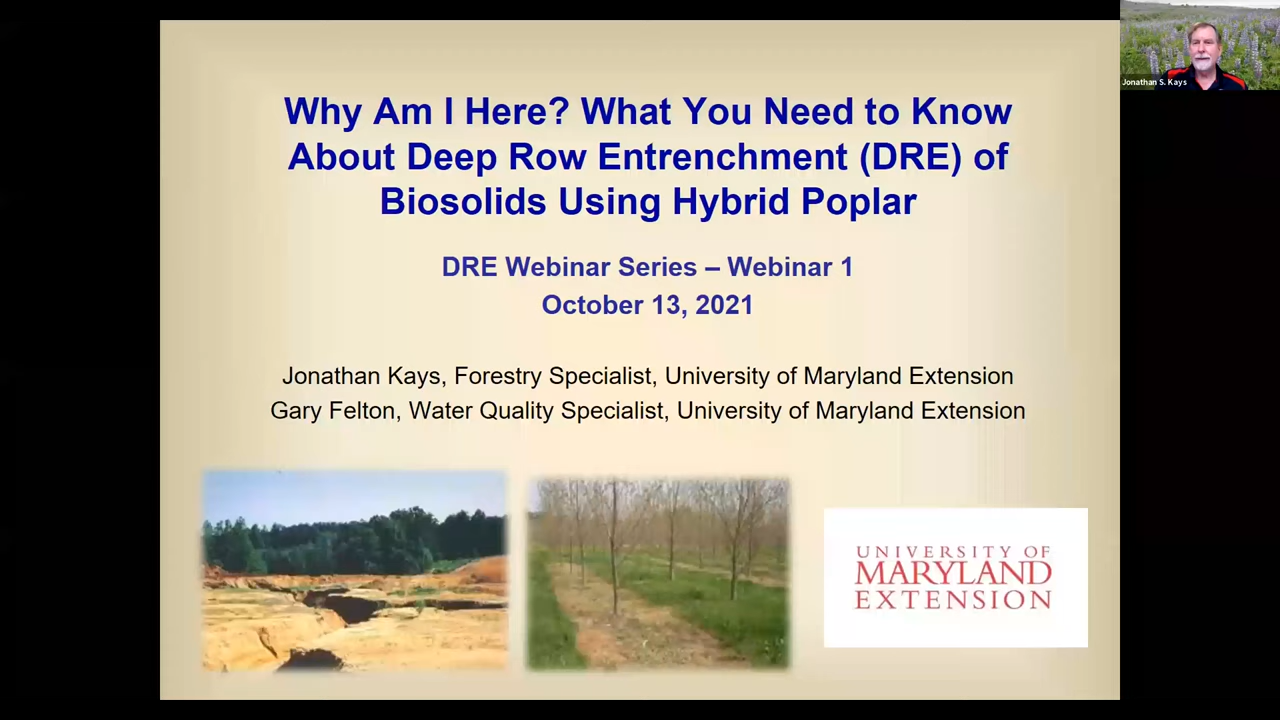 Why Am I Here? What You Need to Know
About Deep Row Entrenchment (DRE) of
Biosolids Using Hybrid Poplar
DRE Webinar Series – Webinar 1
October 13, 2021
Jonathan Kays, Forestry Specialist, University of Maryland Extension
Gary Felton, Water Quality Specialist, University of Maryland Extension
UNIVERSITY OF
MARYLAND
EXTENSION
Jonathan S. Kays